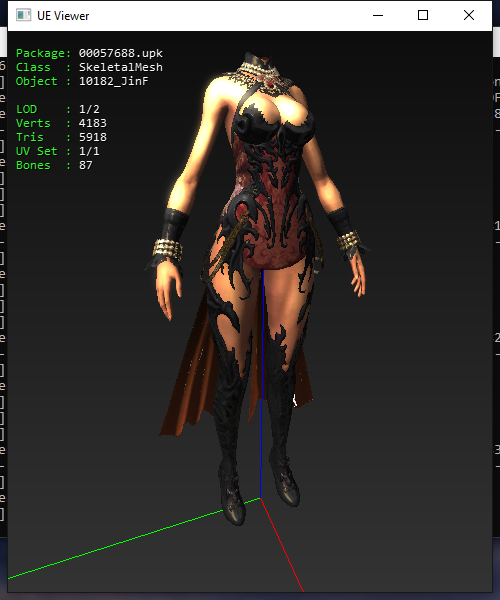 UE Viewer
Package: 00057688.upk
Class : SkeletalMesh
Object : 10182_JinF
LOD : 1/2
Verts : 4183
Tris : 5918
UV Set : 1/1
Bones : 87